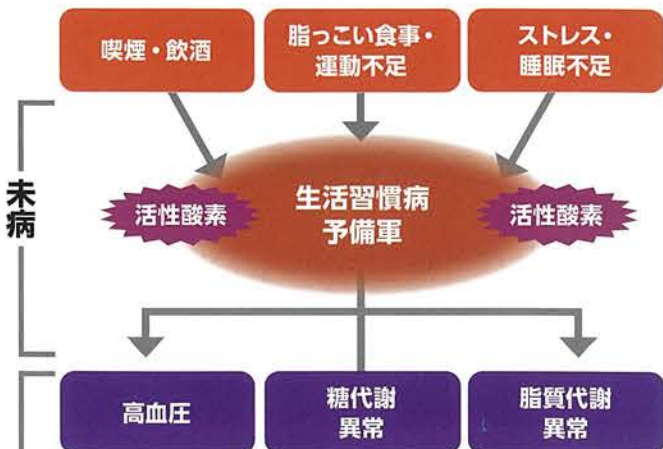 喫煙・飲酒
脂っこい食事・
運動不足
ストレス・
睡眠不足
未病
活性酸素
生活習慣病
予備軍
活性酸素
高血圧
糖代謝
異常
脂質代謝
異常